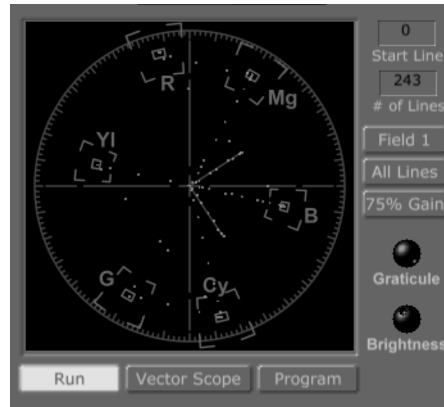 0
Start Line
243
# of Lines
Field 1
All Lines
75% Gain
Graticule
Brightness
R
Mg
Yl
B
G
Cy
Run
Vector Scope
Program